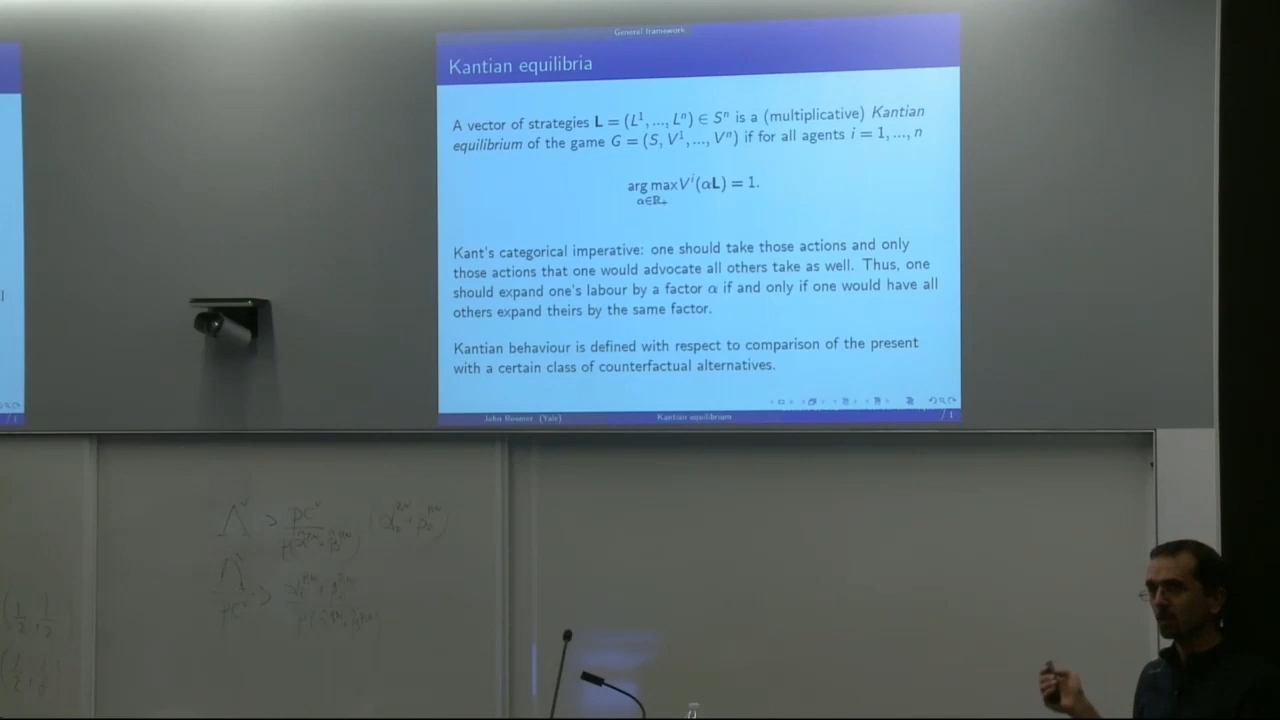 General framework
Kantian equilibria
A vector of strategies L = (L¹, ..., Lⁿ) ∈ Sⁿ is a (multiplicative) Kantian
equilibrium of the game G = (S, V¹, ..., Vⁿ) if for all agents i = 1, ..., n
arg max Vⁱ(αL) = 1.
α∈ℝ₊
Kant's categorical imperative: one should take those actions and only
those actions that one would advocate all others take as well. Thus, one
should expand one's labour by a factor α if and only if one would have all
others expand theirs by the same factor.
Kantian behaviour is defined with respect to comparison of the present
with a certain class of counterfactual alternatives.
John Roemer (Yale)
Kantian equilibrium
/ 1